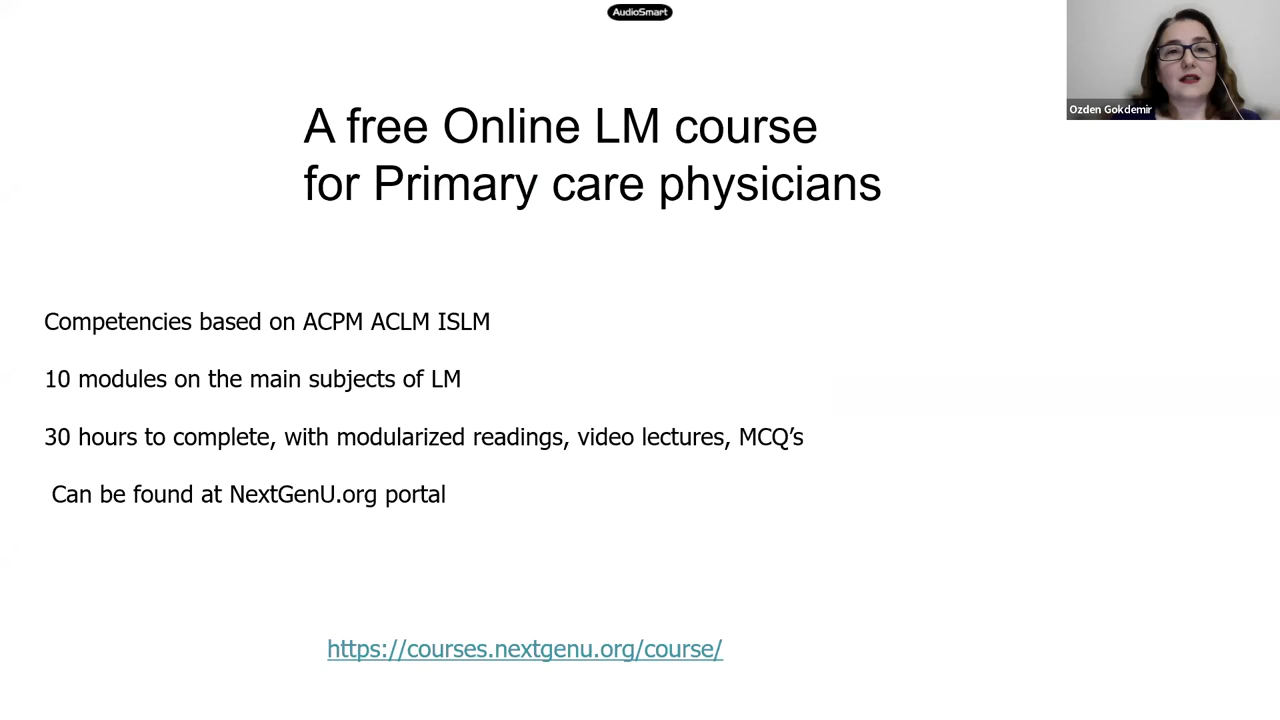 AudioSmart
Ozden Gokdemir
A free Online LM course
for Primary care physicians
Competencies based on ACPM ACLM ISLM
10 modules on the main subjects of LM
30 hours to complete, with modularized readings, video lectures, MCQ’s
Can be found at NextGenU.org portal
https://courses.nextgenu.org/course/